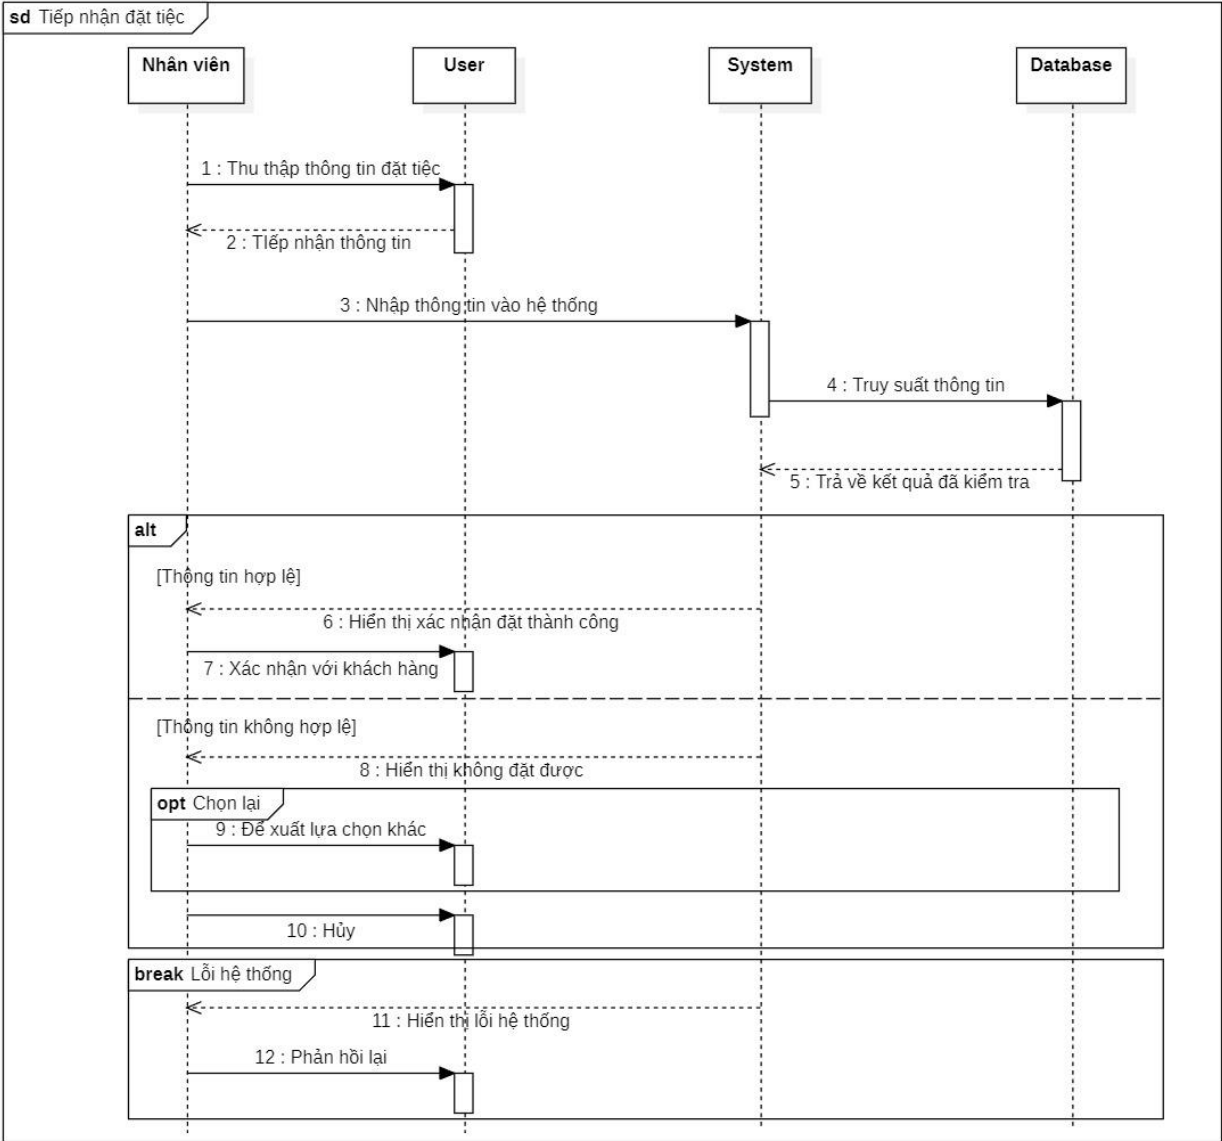 sd Tiếp nhận đặt tiệc
Nhân viên
User
System
Database
1 : Thu thập thông tin đặt tiệc
2 : TIếp nhận thông tin
3 : Nhập thông tin vào hệ thống
4 : Truy suất thông tin
5 : Trả về kết quả đã kiểm tra
alt
[Thông tin hợp lệ]
6 : Hiển thị xác nhận đặt thành công
7 : Xác nhận với khách hàng
[Thông tin không hợp lệ]
8 : Hiển thị không đặt được
opt Chọn lại
9 : Đề xuất lựa chọn khác
10 : Hủy
break Lỗi hệ thống
11 : Hiển thị lỗi hệ thống
12 : Phản hồi lại